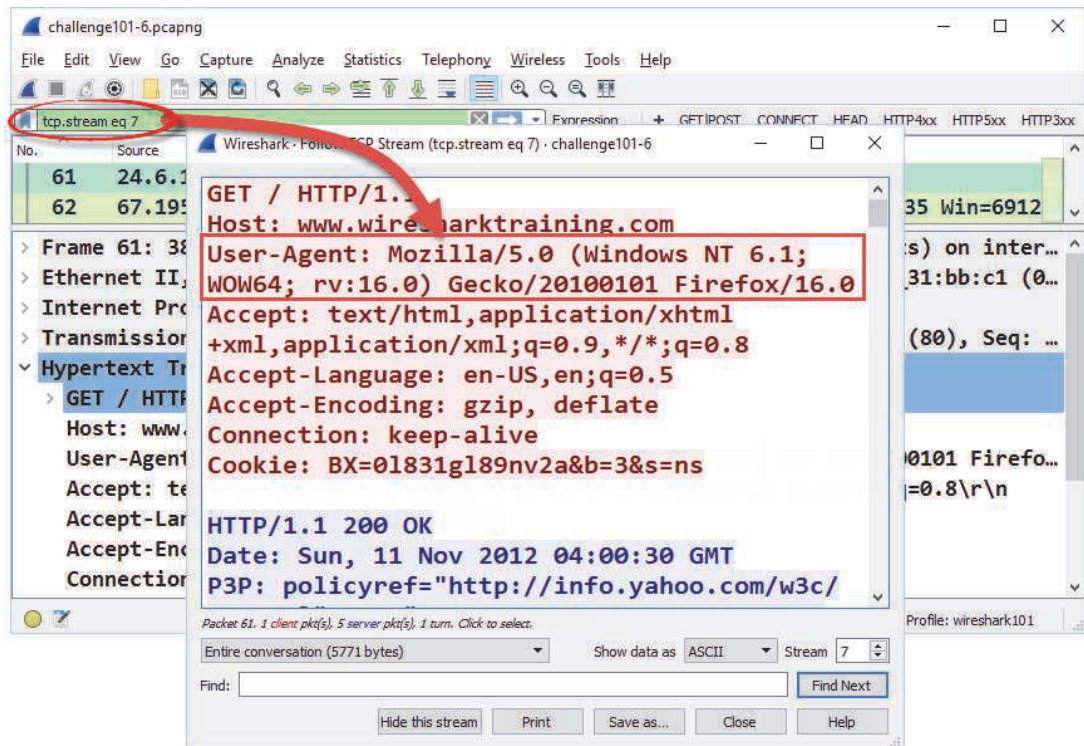 challenge101-6.pcapng
File Edit View Go Capture Analyze Statistics Telephony Wireless Tools Help
tcp.stream eq 7
Expression... + GET|POST CONNECT HEAD HTTP4xx HTTP5xx HTTP3xx
No. Source
61 24.6.1
62 67.195
35 Win=6912
Frame 61: 38
s) on inter…
Ethernet II,
31:bb:c1 (0…
Internet Pro
Transmission
(80), Seq: …
Hypertext Tr
GET / HTTP
Host: www.
User-Agent
00101 Firefo…
Accept: te
=0.8\r\n
Accept-Lan
Accept-Enc
Connection
Profile: wireshark101
Wireshark · Follow TCP Stream (tcp.stream eq 7) · challenge101-6
GET / HTTP/1.1
Host: www.wiresharktraining.com
User-Agent: Mozilla/5.0 (Windows NT 6.1;
WOW64; rv:16.0) Gecko/20100101 Firefox/16.0
Accept: text/html,application/xhtml
+xml,application/xml;q=0.9,*/*;q=0.8
Accept-Language: en-US,en;q=0.5
Accept-Encoding: gzip, deflate
Connection: keep-alive
Cookie: BX=0l831gl89nv2a&b=3&s=ns
HTTP/1.1 200 OK
Date: Sun, 11 Nov 2012 04:00:30 GMT
P3P: policyref="http://info.yahoo.com/w3c/
Packet 61. 1 client pkt(s), 5 server pkt(s), 1 turn. Click to select.
Entire conversation (5771 bytes) Show data as ASCII Stream 7
Find: Find Next
Hide this stream Print Save as... Close Help